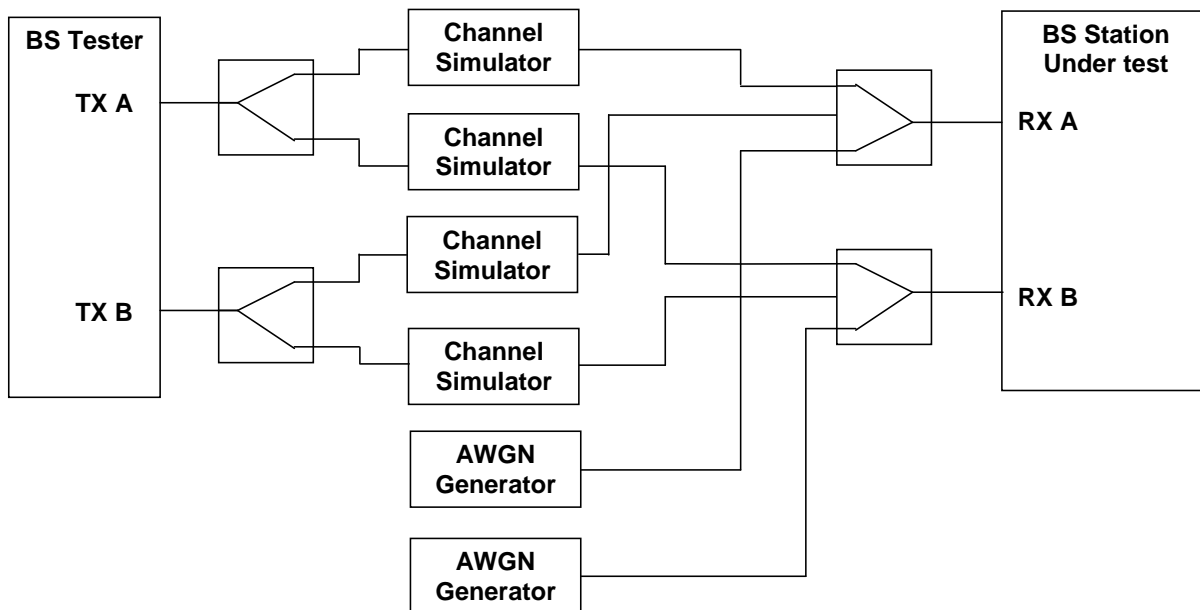 BS Tester
TX A
TX B
Channel
Simulator
Channel
Simulator
Channel
Simulator
Channel
Simulator
AWGN
Generator
AWGN
Generator
BS Station
Under test
RX A
RX B